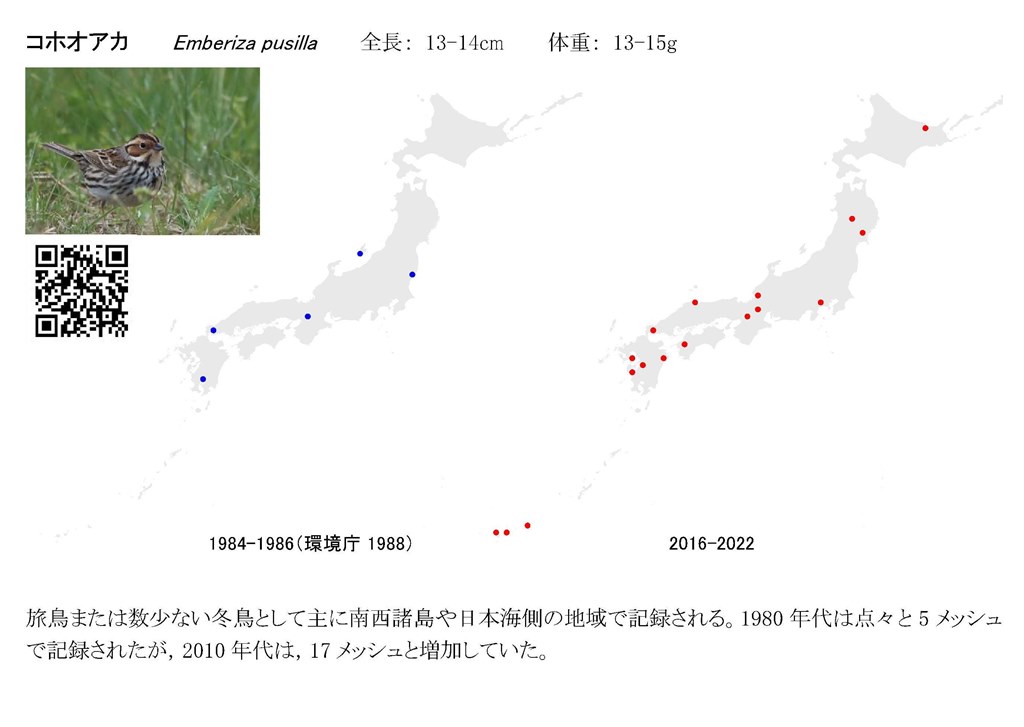 コホオアカ Emberiza pusilla 全長： 13-14cm 体重： 13-15g
1984-1986（環境庁 1988） 2016-2022
旅鳥または数少ない冬鳥として主に南西諸島や日本海側の地域で記録される。1980 年代は点々と 5 メッシュ
で記録されたが，2010 年代は，17 メッシュと増加していた。